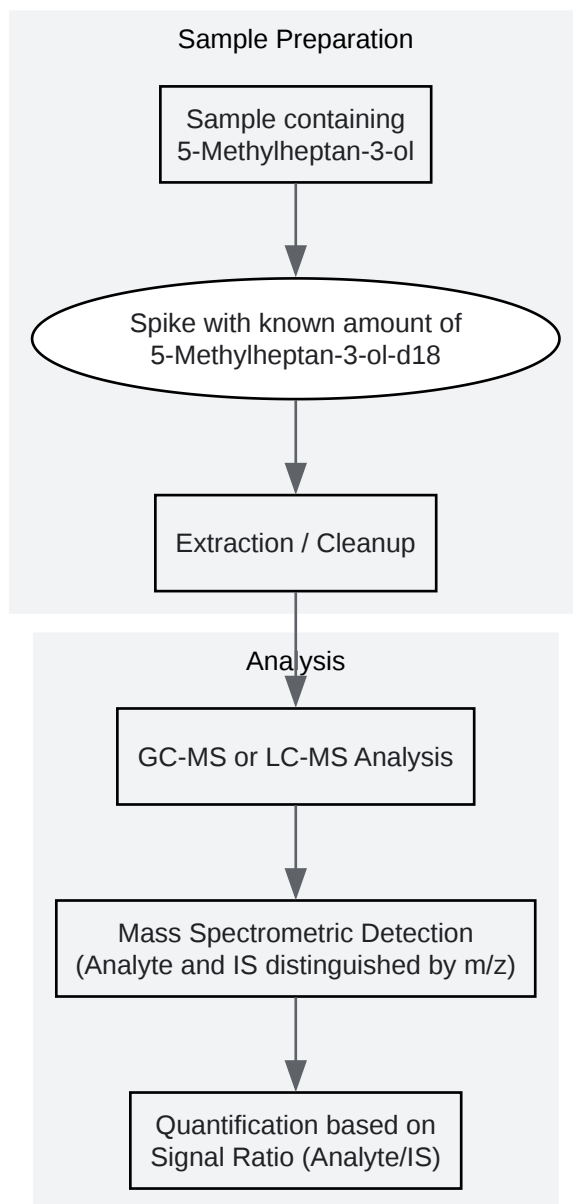 Sample Preparation
Sample containing
5-Methylheptan-3-ol
Spike with known amount of
5-Methylheptan-3-ol-d18
Extraction / Cleanup
Analysis
GC-MS or LC-MS Analysis
Mass Spectrometric Detection
(Analyte and IS distinguished by m/z)
Quantification based on
Signal Ratio (Analyte/IS)